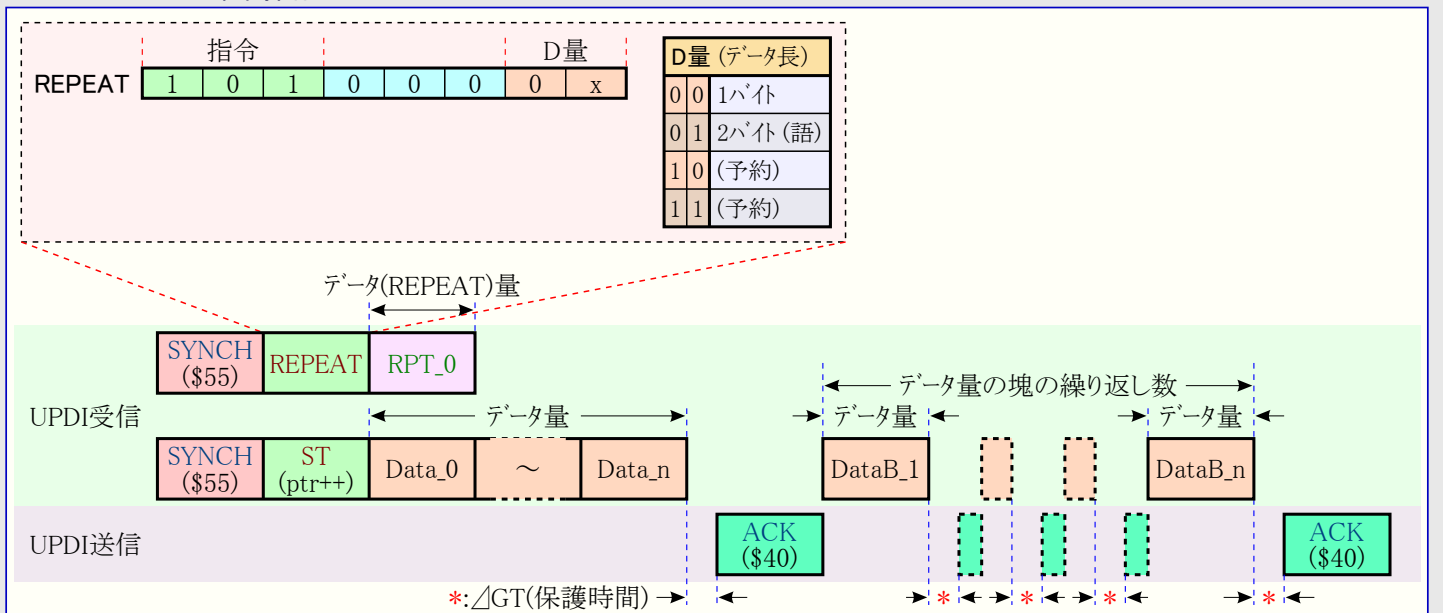 指令 D量
REPEAT 1 0 1 0 0 0 0 x
D量 (データ長)
0 0 1バイト
0 1 2バイト (語)
1 0 (予約)
1 1 (予約)
データ(REPEAT)量
SYNCH
($55)
REPEAT
RPT_0
データ量の塊の繰り返し数
UPDI受信
データ量
データ量
データ量
SYNCH
($55)
ST
(ptr++)
Data_0
～
Data_n
DataB_1
DataB_n
UPDI送信
ACK
($40)
ACK
($40)
*:⊿GT(保護時間)
* * * *